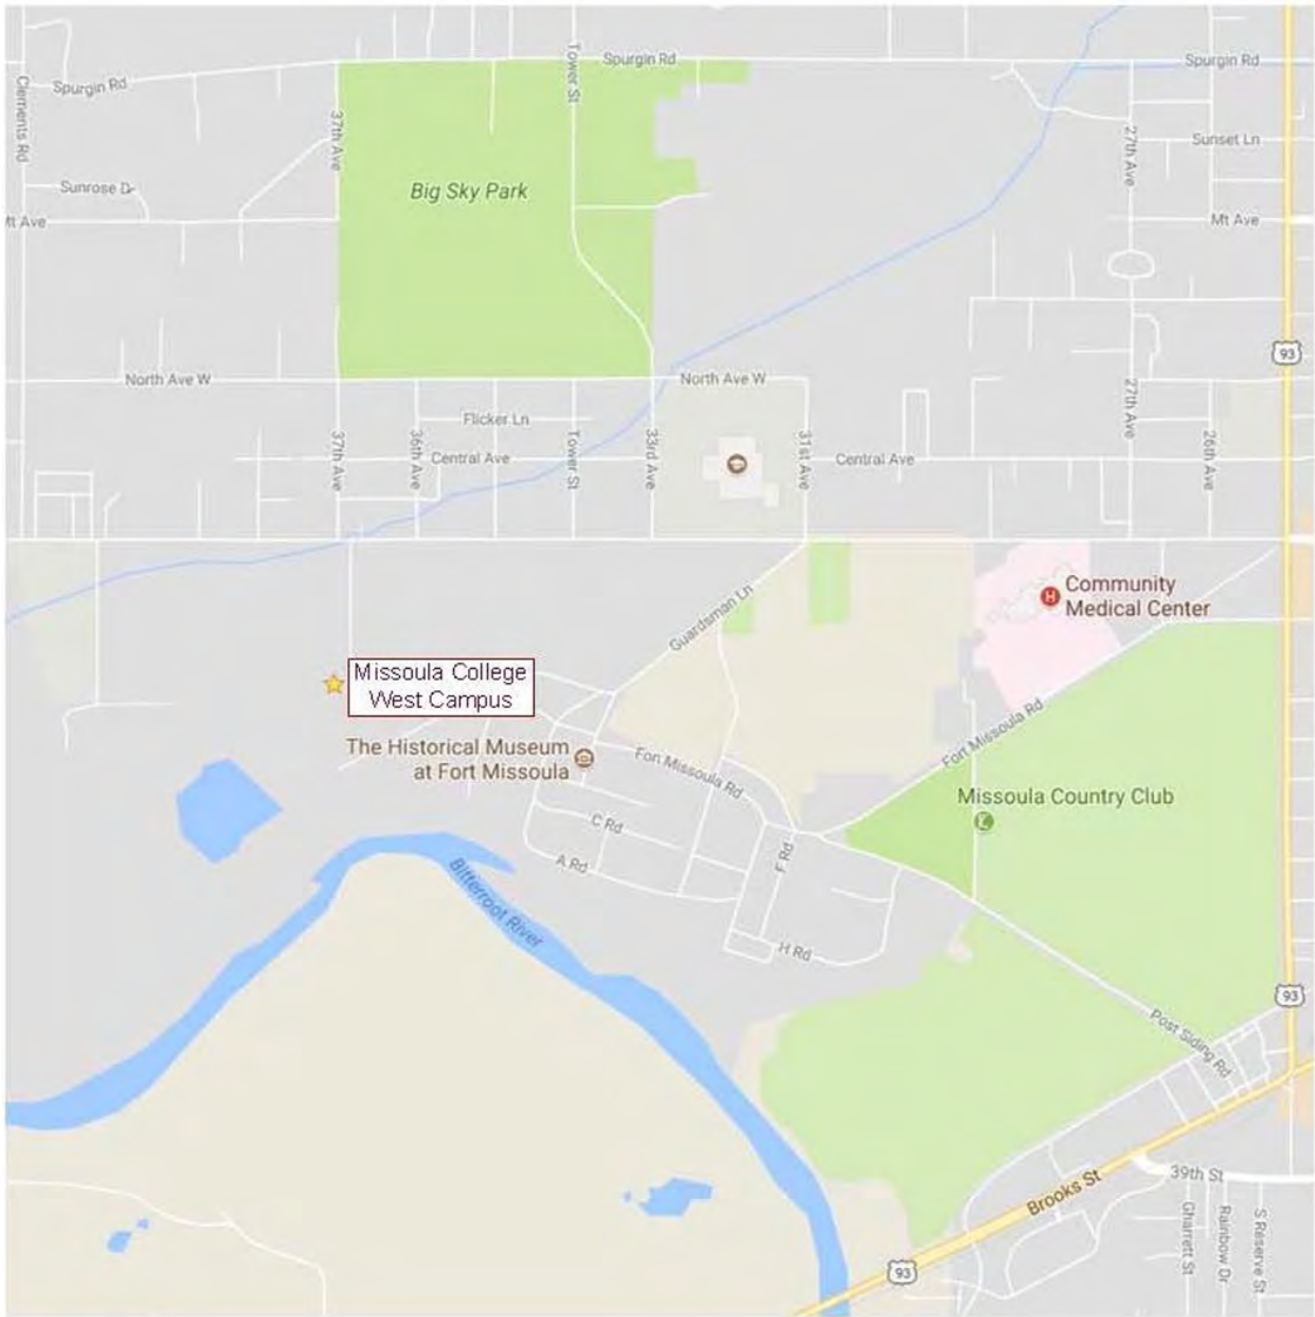 Spurgin Rd
Spurgin Rd
Spurgin Rd
Tower St
Clements Rd
37th Ave
27th Ave
Sunset Ln
Sunrose D
Big Sky Park
Mt Ave
Mt Ave
93
North Ave W
North Ave W
27th Ave
Flicker Ln
37th Ave
36th Ave
Central Ave
Tower St
33rd Ave
31st Ave
Central Ave
26th Ave
Guardsman Ln
H
Community
Medical Center
Missoula College
West Campus
The Historical Museum
at Fort Missoula
Fort Missoula Rd
Fort Missoula Rd
Missoula Country Club
C Rd
A Rd
F Rd
Bitterroot River
H Rd
93
Post Siding Rd
Brooks St
39th St
Gharrett St
Rainbow Dr
S Reserve St
93